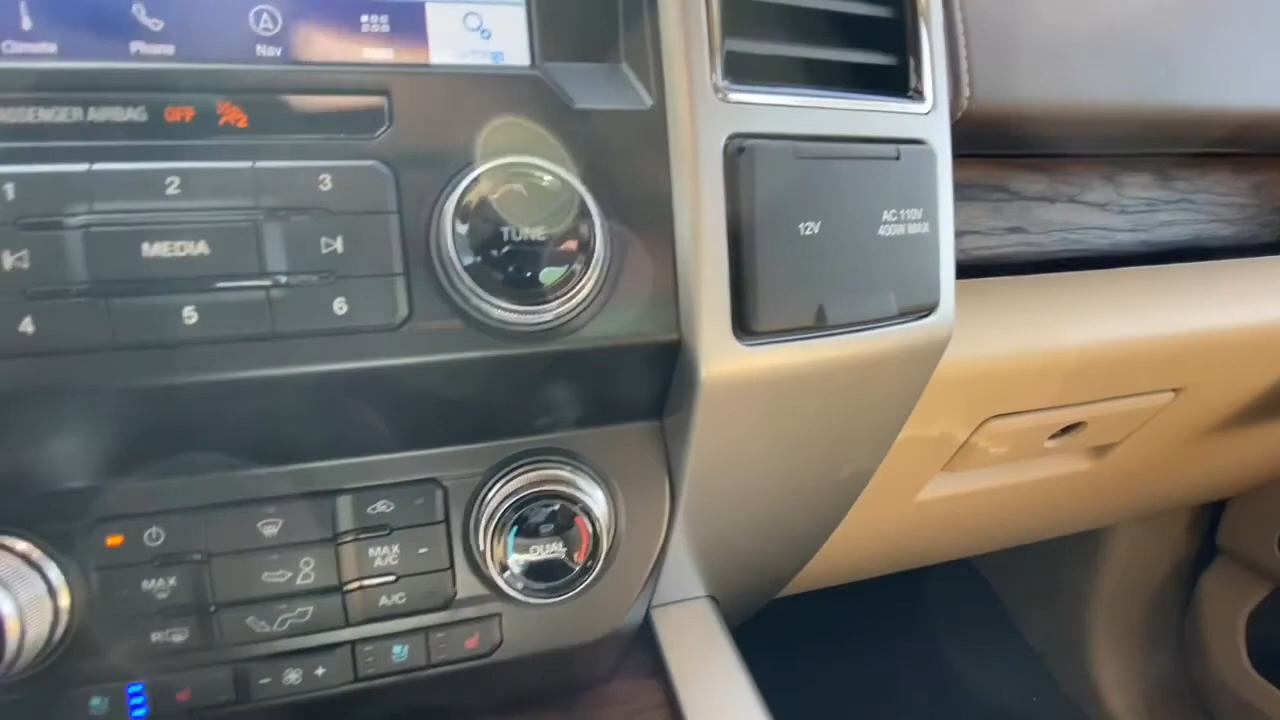 Climate
Phone
Nav
PASSENGER AIRBAG OFF
1 2 3
MEDIA
4 5 6
TUNE
12V
AC 110V
400W MAX
MAX
A/C
MAX
A/C
R
DUAL
- +